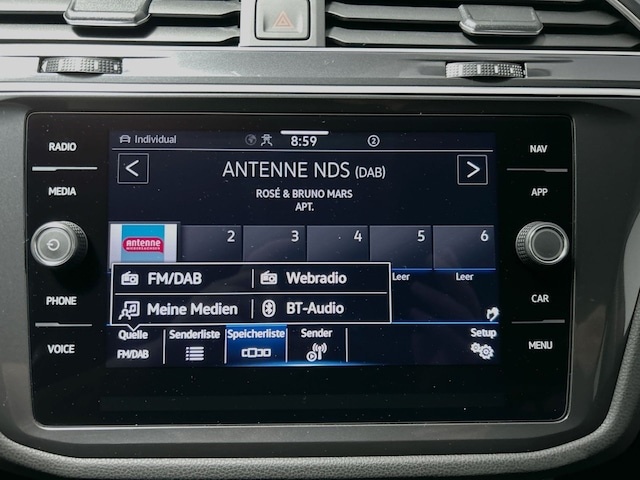 RADIO
MEDIA
PHONE
VOICE
Individual
8:59
2
ANTENNE NDS (DAB)
ROSÉ & BRUNO MARS
APT.
antenne
NIEDERSACHSEN
2
3
4
5
6
Leer
Leer
FM/DAB
Webradio
Meine Medien
BT-Audio
Quelle
FM/DAB
Senderliste
Speicherliste
Sender
Setup
NAV
APP
CAR
MENU